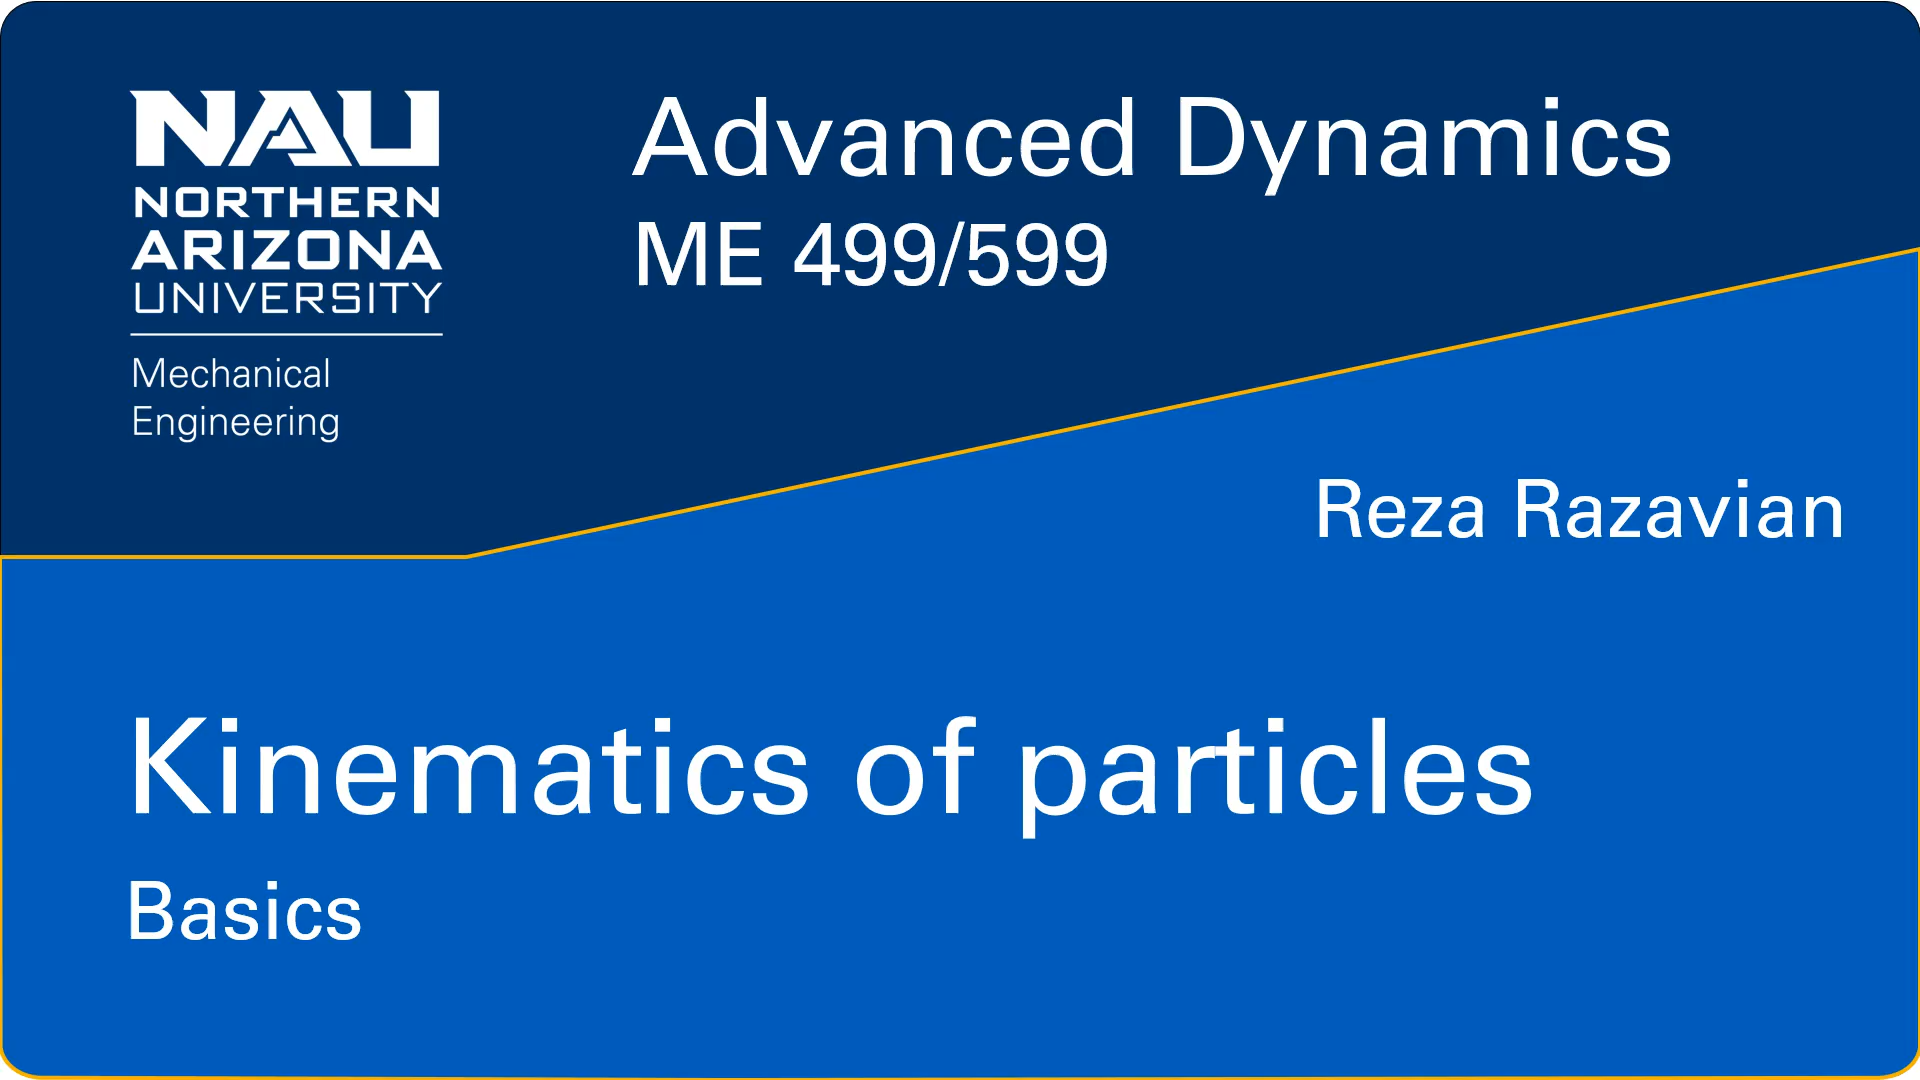 NAU
NORTHERN
ARIZONA
UNIVERSITY
Mechanical
Engineering
Advanced Dynamics
ME 499/599
Reza Razavian
Kinematics of particles
Basics